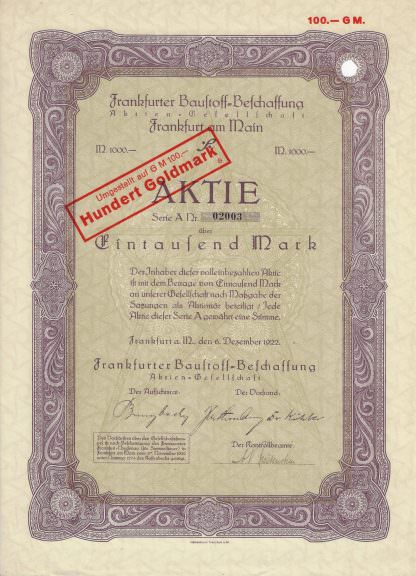 100.— G M.
Frankfurter Baustoff-Beschaffung
Aktien-Gesellschaft
Frankfurt am Main
M. 1000.— M. 1000.—
Umgestellt auf G M 100.—
Hundert Goldmark
AKTIE
Serie A Nr. 02003
über
Eintausend Mark
Der Inhaber dieser volleinbezahlten Aktie
ist mit dem Betrage von Eintausend Mark
an unserer Gesellschaft nach Maßgabe der
Satzungen als Aktionär beteiligt / Jede
Aktie dieser Serie A gewährt eine Stimme.
Frankfurt a. M., den 6. Dezember 1922.
Frankfurter Baustoff-Beschaffung
Aktien-Gesellschaft
Der Aufsichtsrat: Der Vorstand:
Der Kontrollbeamte: